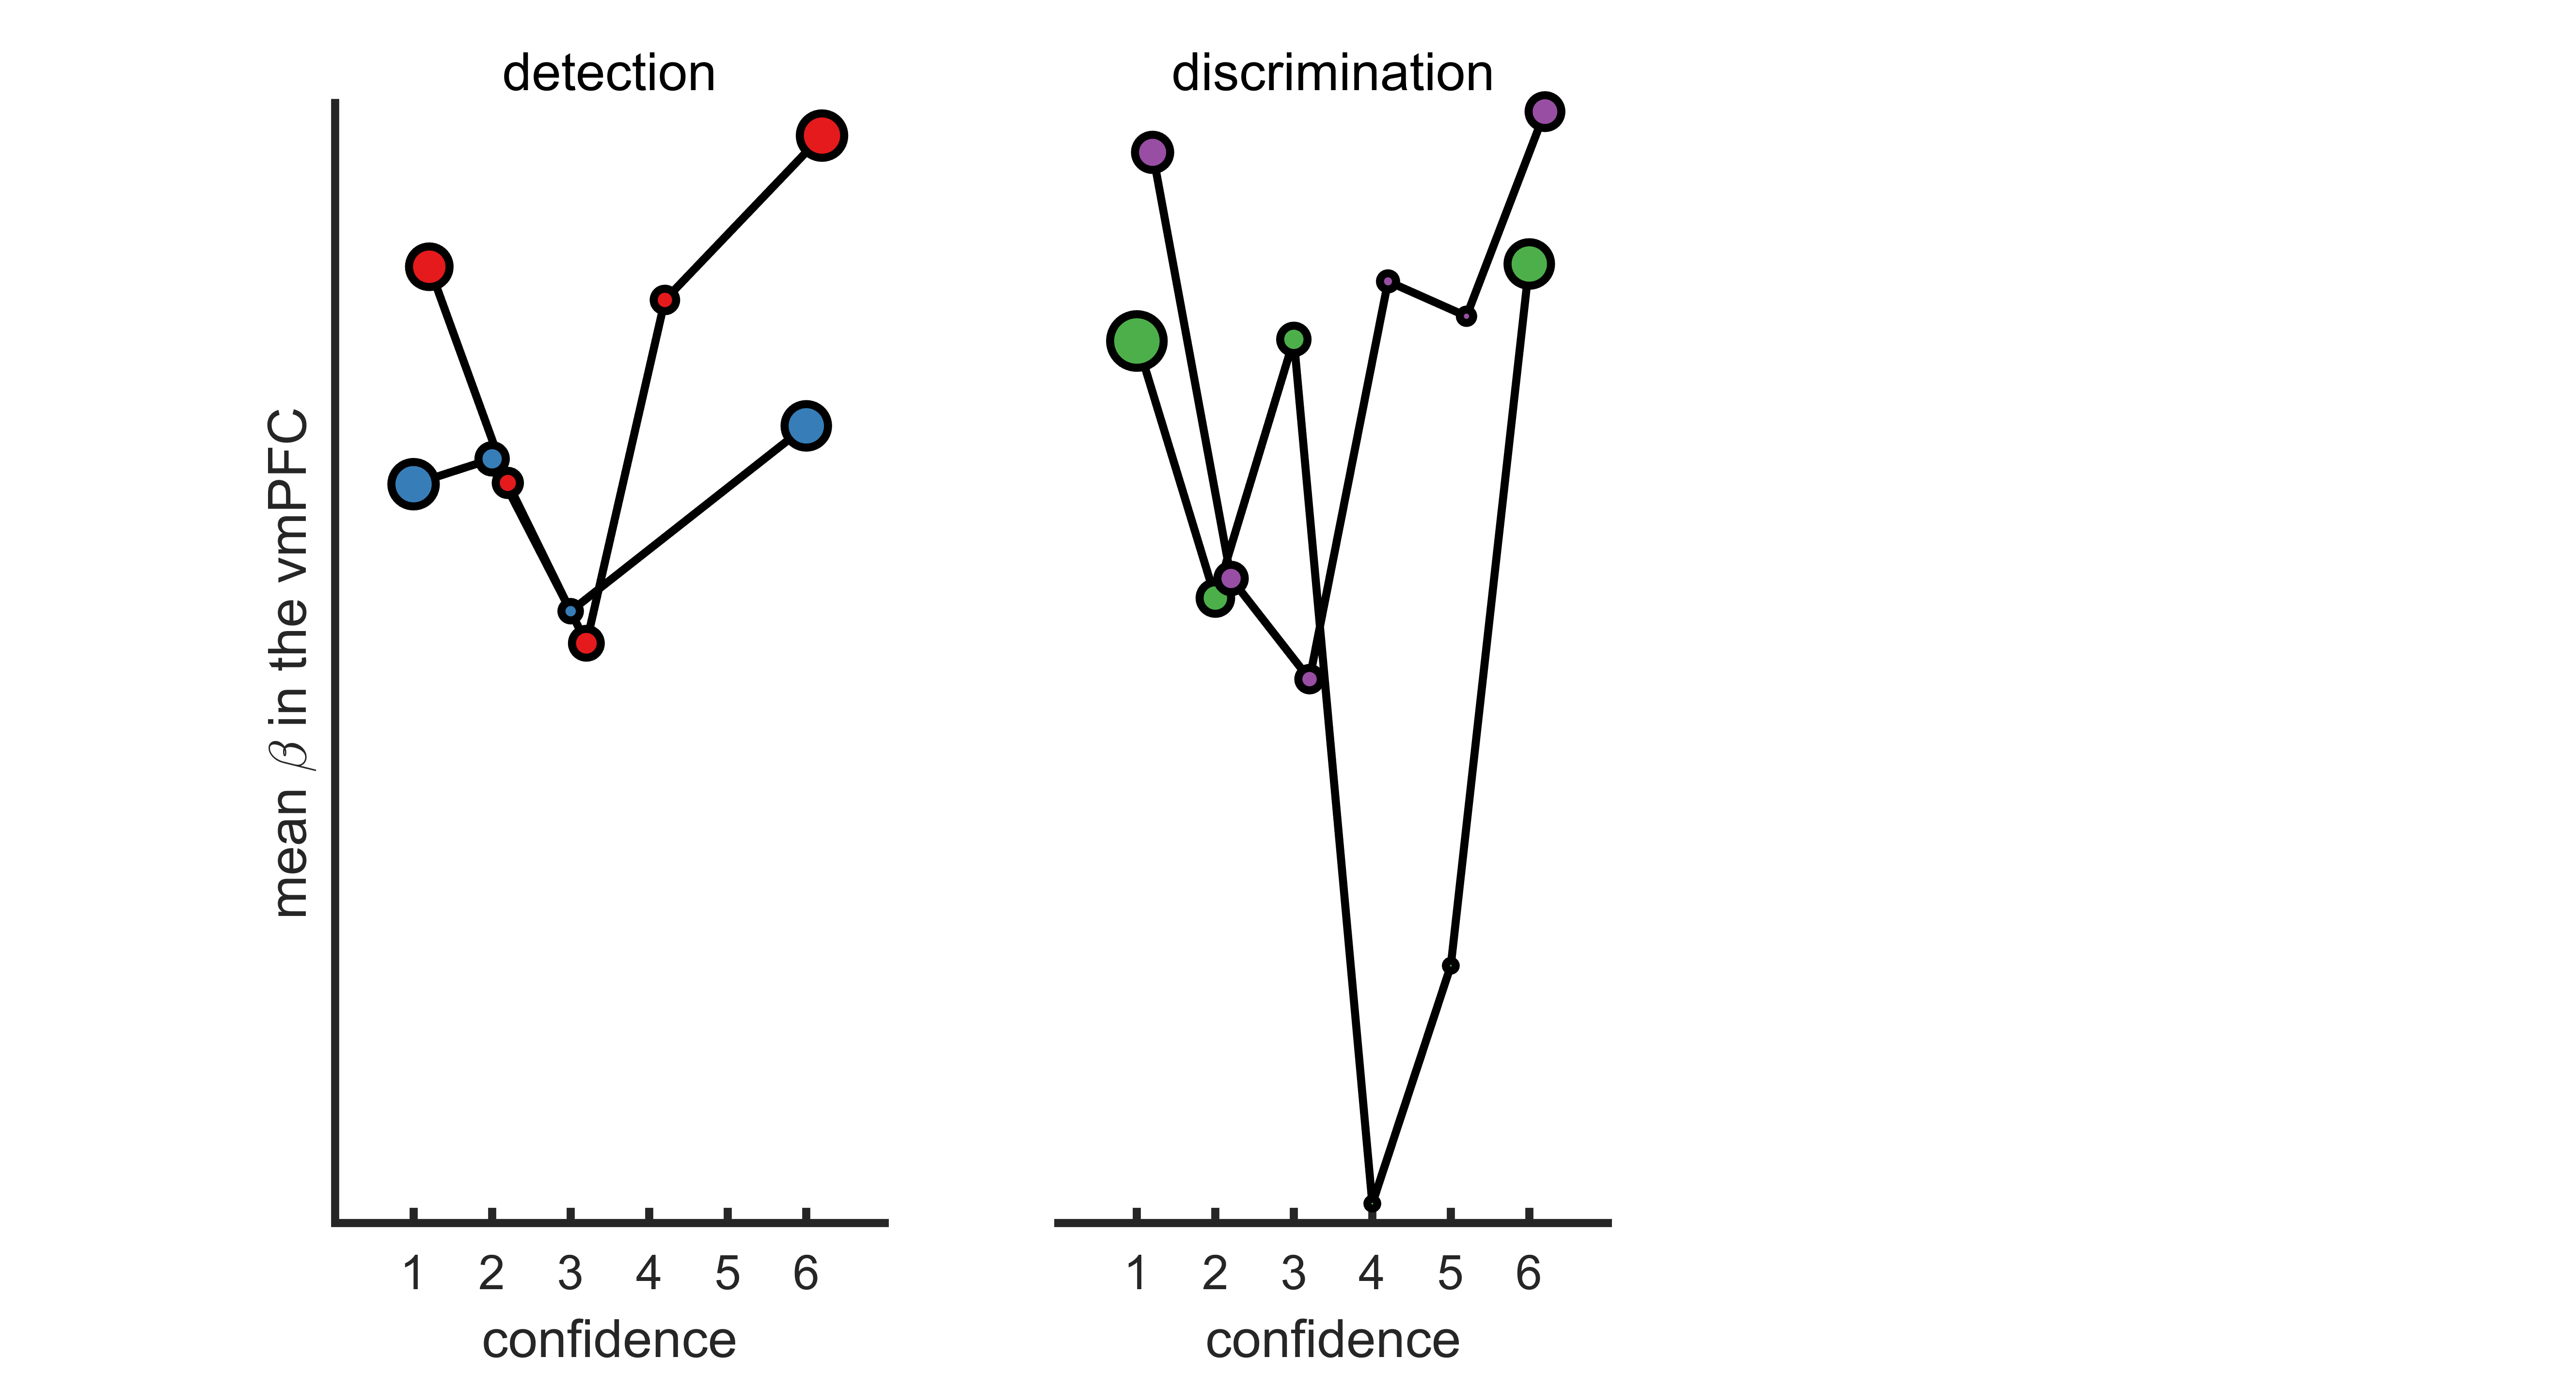 detection
discrimination
mean β in the vmPFC
1 2 3 4 5 6
1 2 3 4 5 6
confidence
confidence